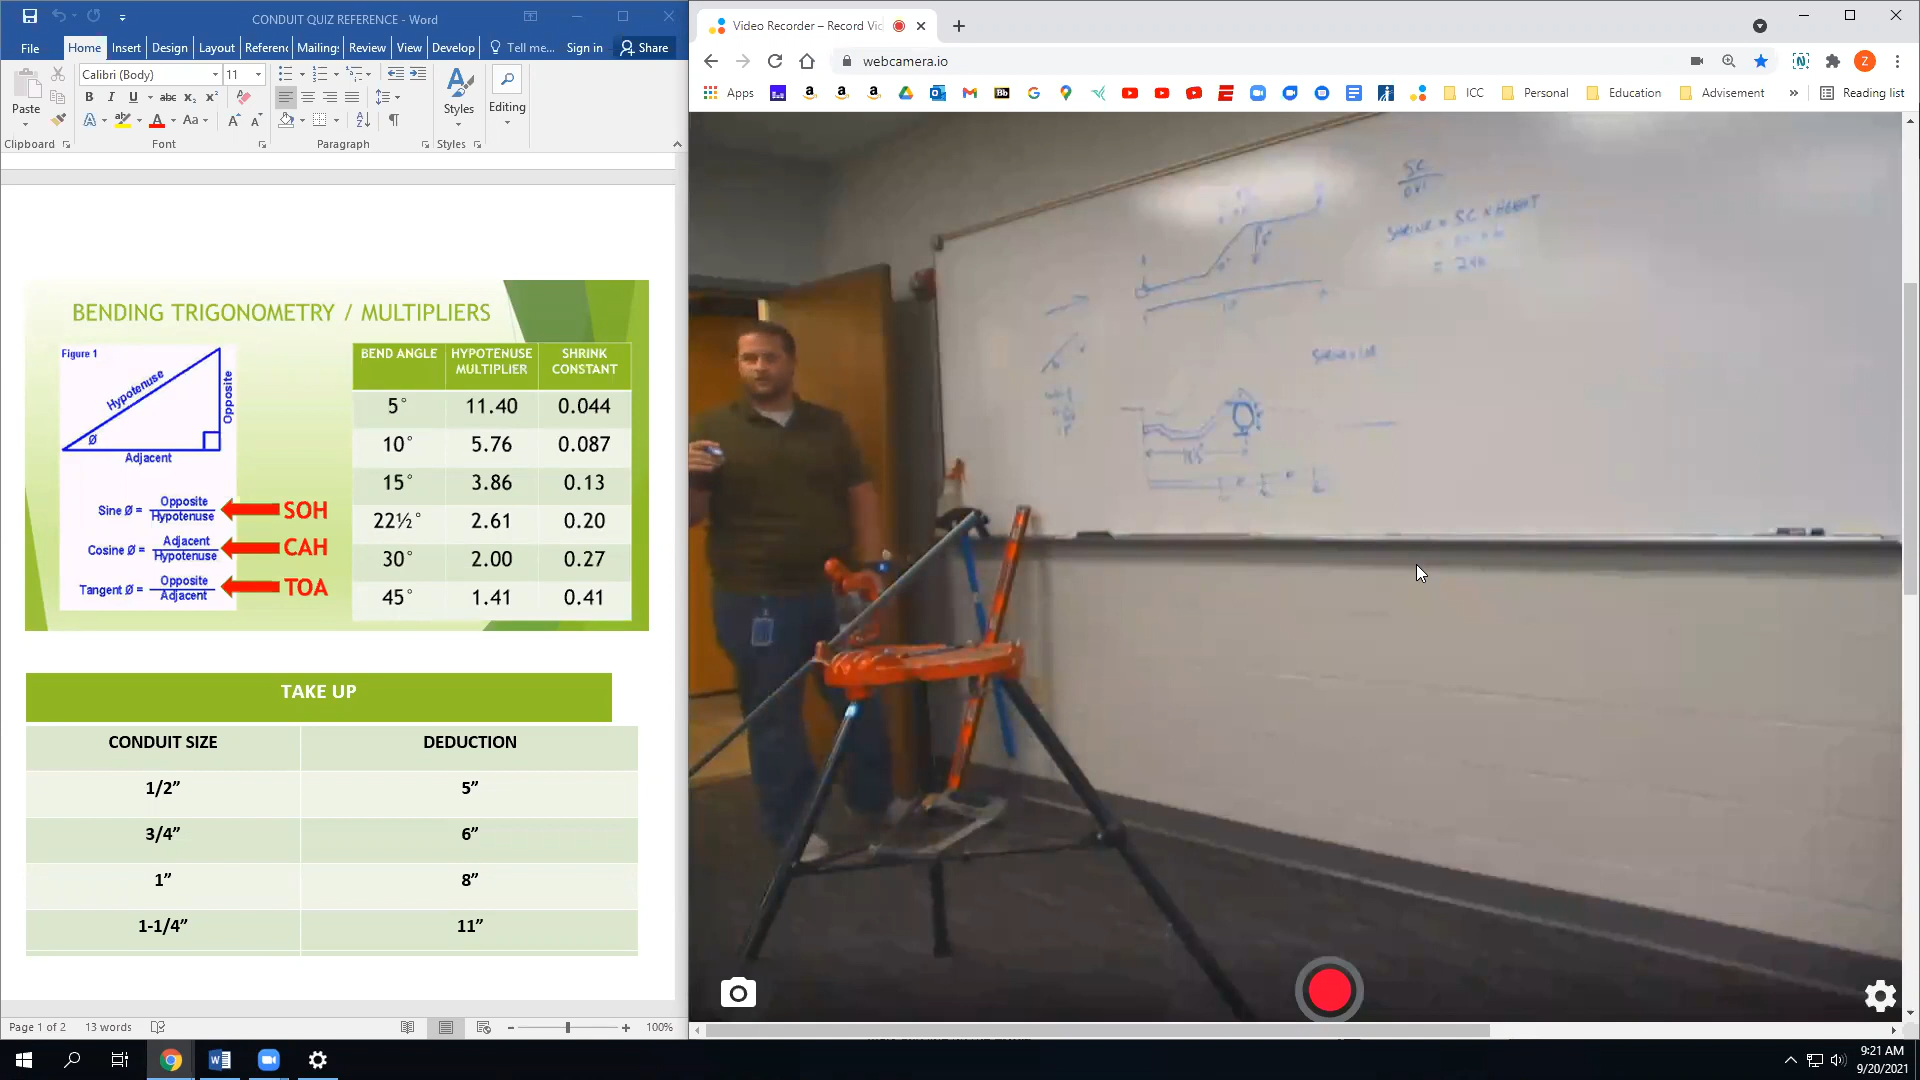 CONDUIT QUIZ REFERENCE - Word
File Home Insert Design Layout Referenc Mailing: Review View Develop Tell me... Sign in Share
Calibri (Body) 11
Paste
Styles
Editing
Clipboard Font Paragraph Styles
BENDING TRIGONOMETRY / MULTIPLIERS
Figure 1
Hypotenuse
Opposite
Ø
Adjacent
Sine Ø = Opposite
Hypotenuse
SOH
Cosine Ø = Adjacent
Hypotenuse
CAH
Tangent Ø = Opposite
Adjacent
TOA
BEND ANGLE HYPOTENUSE MULTIPLIER SHRINK CONSTANT
5° 11.40 0.044
10° 5.76 0.087
15° 3.86 0.13
22½° 2.61 0.20
30° 2.00 0.27
45° 1.41 0.41
TAKE UP
CONDUIT SIZE DEDUCTION
1/2” 5”
3/4” 6”
1” 8”
1-1/4” 11”
Page 1 of 2 13 words 100%
Video Recorder – Record Vid
webcamera.io
Z
Apps ICC Personal Education Advisement » Reading list
SC
SHRINK = SC x HEIGHT
9:21 AM
9/20/2021